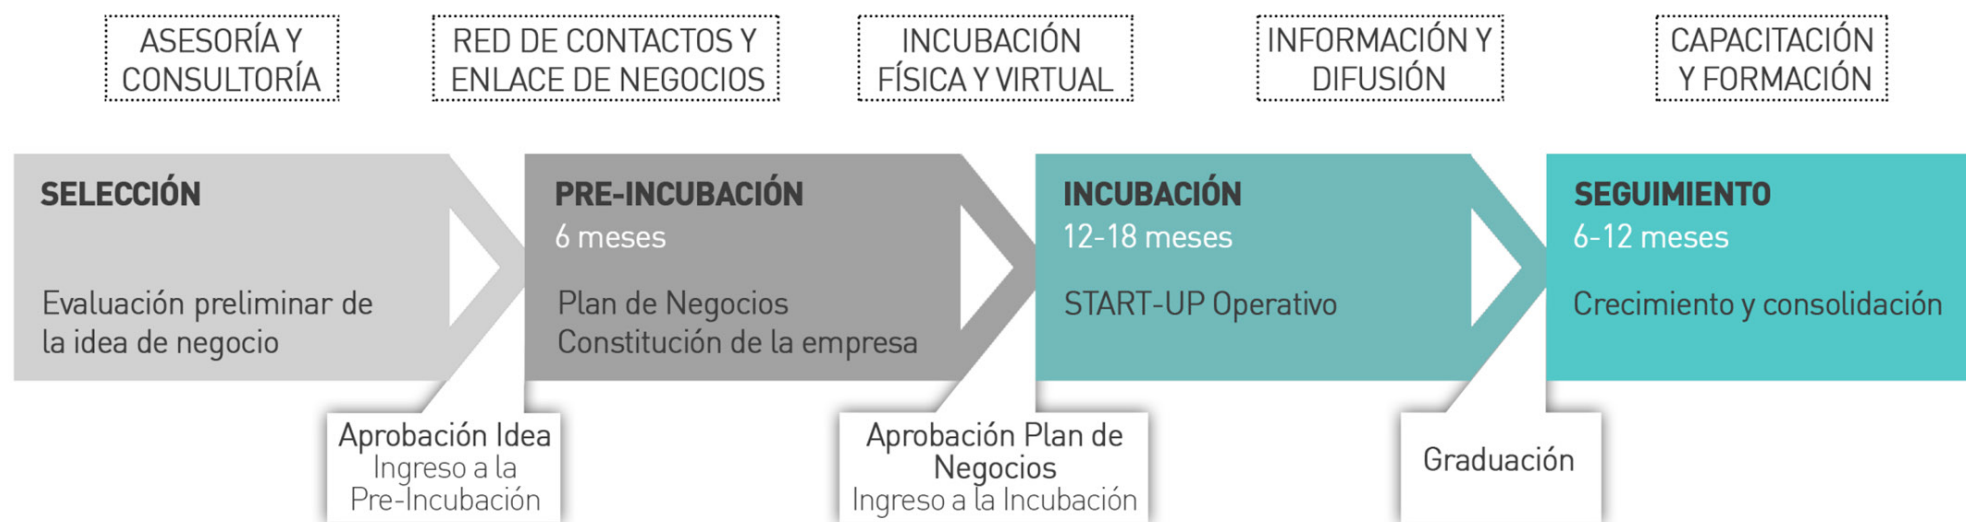 ASESORÍA Y
CONSULTORÍA
RED DE CONTACTOS Y
ENLACE DE NEGOCIOS
INCUBACIÓN
FÍSICA Y VIRTUAL
INFORMACIÓN Y
DIFUSIÓN
CAPACITACIÓN
Y FORMACIÓN
SELECCIÓN
Evaluación preliminar de
la idea de negocio
PRE-INCUBACIÓN
6 meses
Plan de Negocios
Constitución de la empresa
INCUBACIÓN
12-18 meses
START-UP Operativo
SEGUIMIENTO
6-12 meses
Crecimiento y consolidación
Aprobación Idea
Ingreso a la
Pre-Incubación
Aprobación Plan de
Negocios
Ingreso a la Incubación
Graduación